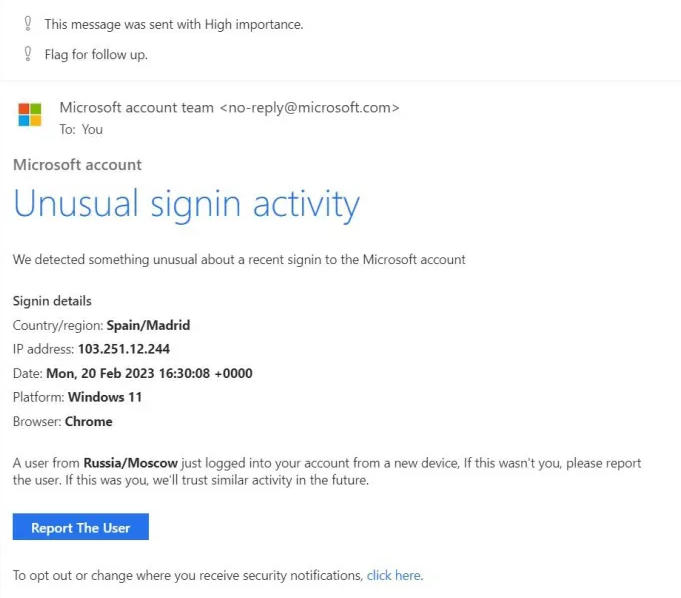 This message was sent with High importance.
Flag for follow up.
Microsoft account team <no-reply@microsoft.com>
To: You
Microsoft account
Unusual signin activity
We detected something unusual about a recent signin to the Microsoft account
Signin details
Country/region: Spain/Madrid
IP address: 103.251.12.244
Date: Mon, 20 Feb 2023 16:30:08 +0000
Platform: Windows 11
Browser: Chrome
A user from Russia/Moscow just logged into your account from a new device, If this wasn't you, please report
the user. If this was you, we'll trust similar activity in the future.
Report The User
To opt out or change where you receive security notifications, click here.